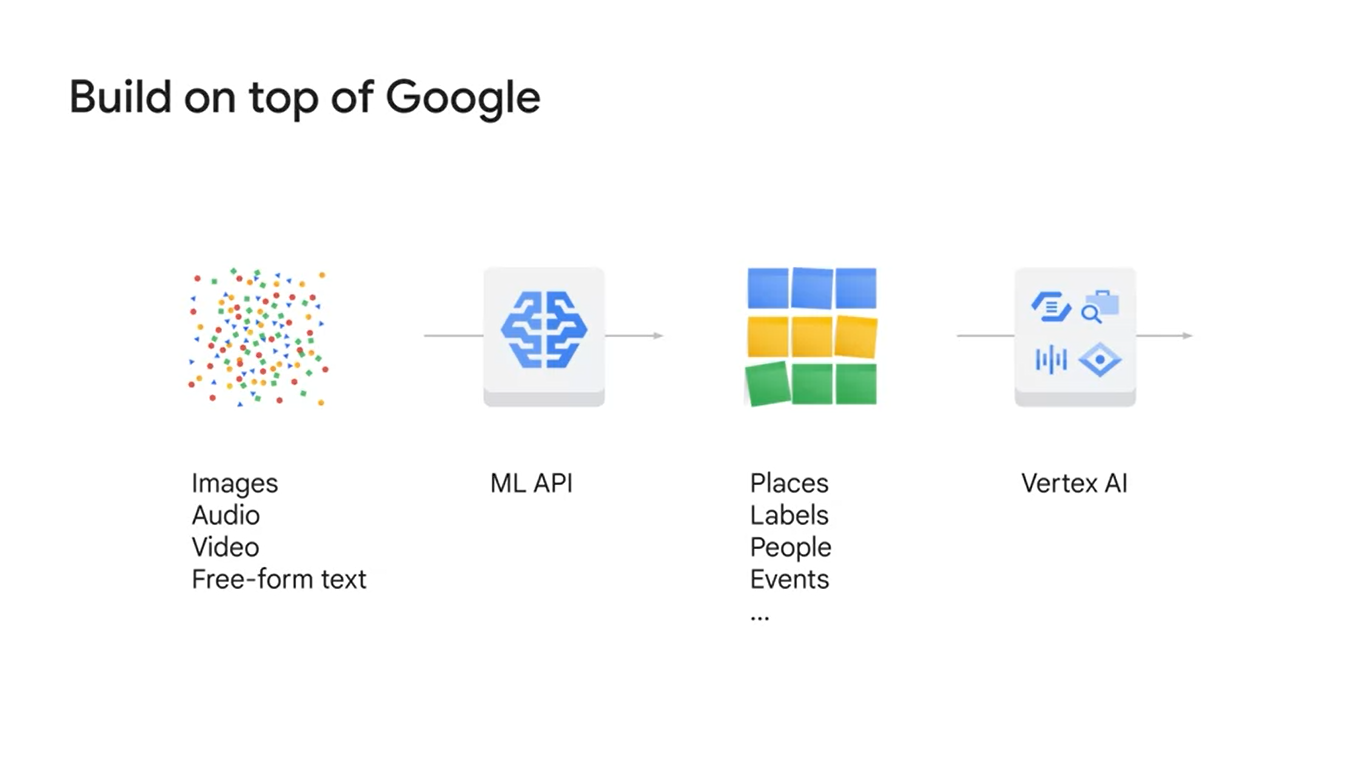 Build on top of Google
Images
Audio
Video
Free-form text
ML API
Places
Labels
People
Events
...
Vertex AI